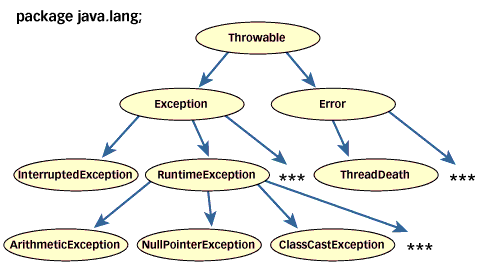 package java.lang;
Throwable
Exception
Error
InterruptedException
RuntimeException
***
ThreadDeath
***
ArithmeticException
NullPointerException
ClassCastException
***